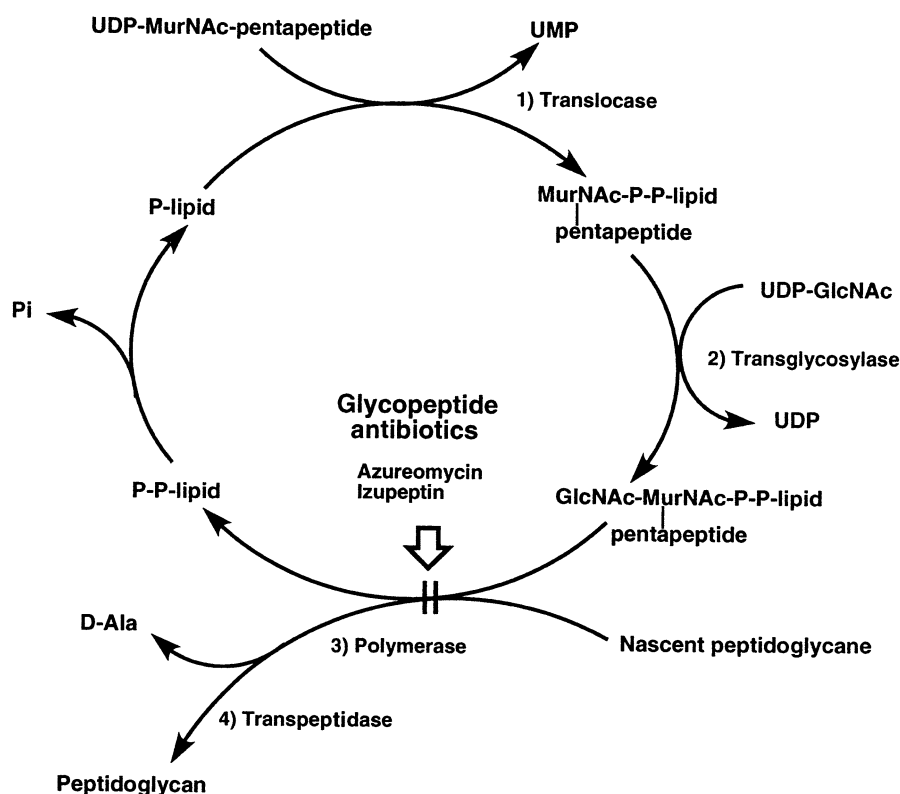 UDP-MurNAc-pentapeptide
UMP
1) Translocase
P-lipid
MurNAc-P-P-lipid
pentapeptide
Pi
UDP-GlcNAc
2) Transglycosylase
UDP
Glycopeptide
antibiotics
Azureomycin
Izupeptin
P-P-lipid
GlcNAc-MurNAc-P-P-lipid
pentapeptide
D-Ala
3) Polymerase
Nascent peptidoglycane
4) Transpeptidase
Peptidoglycan